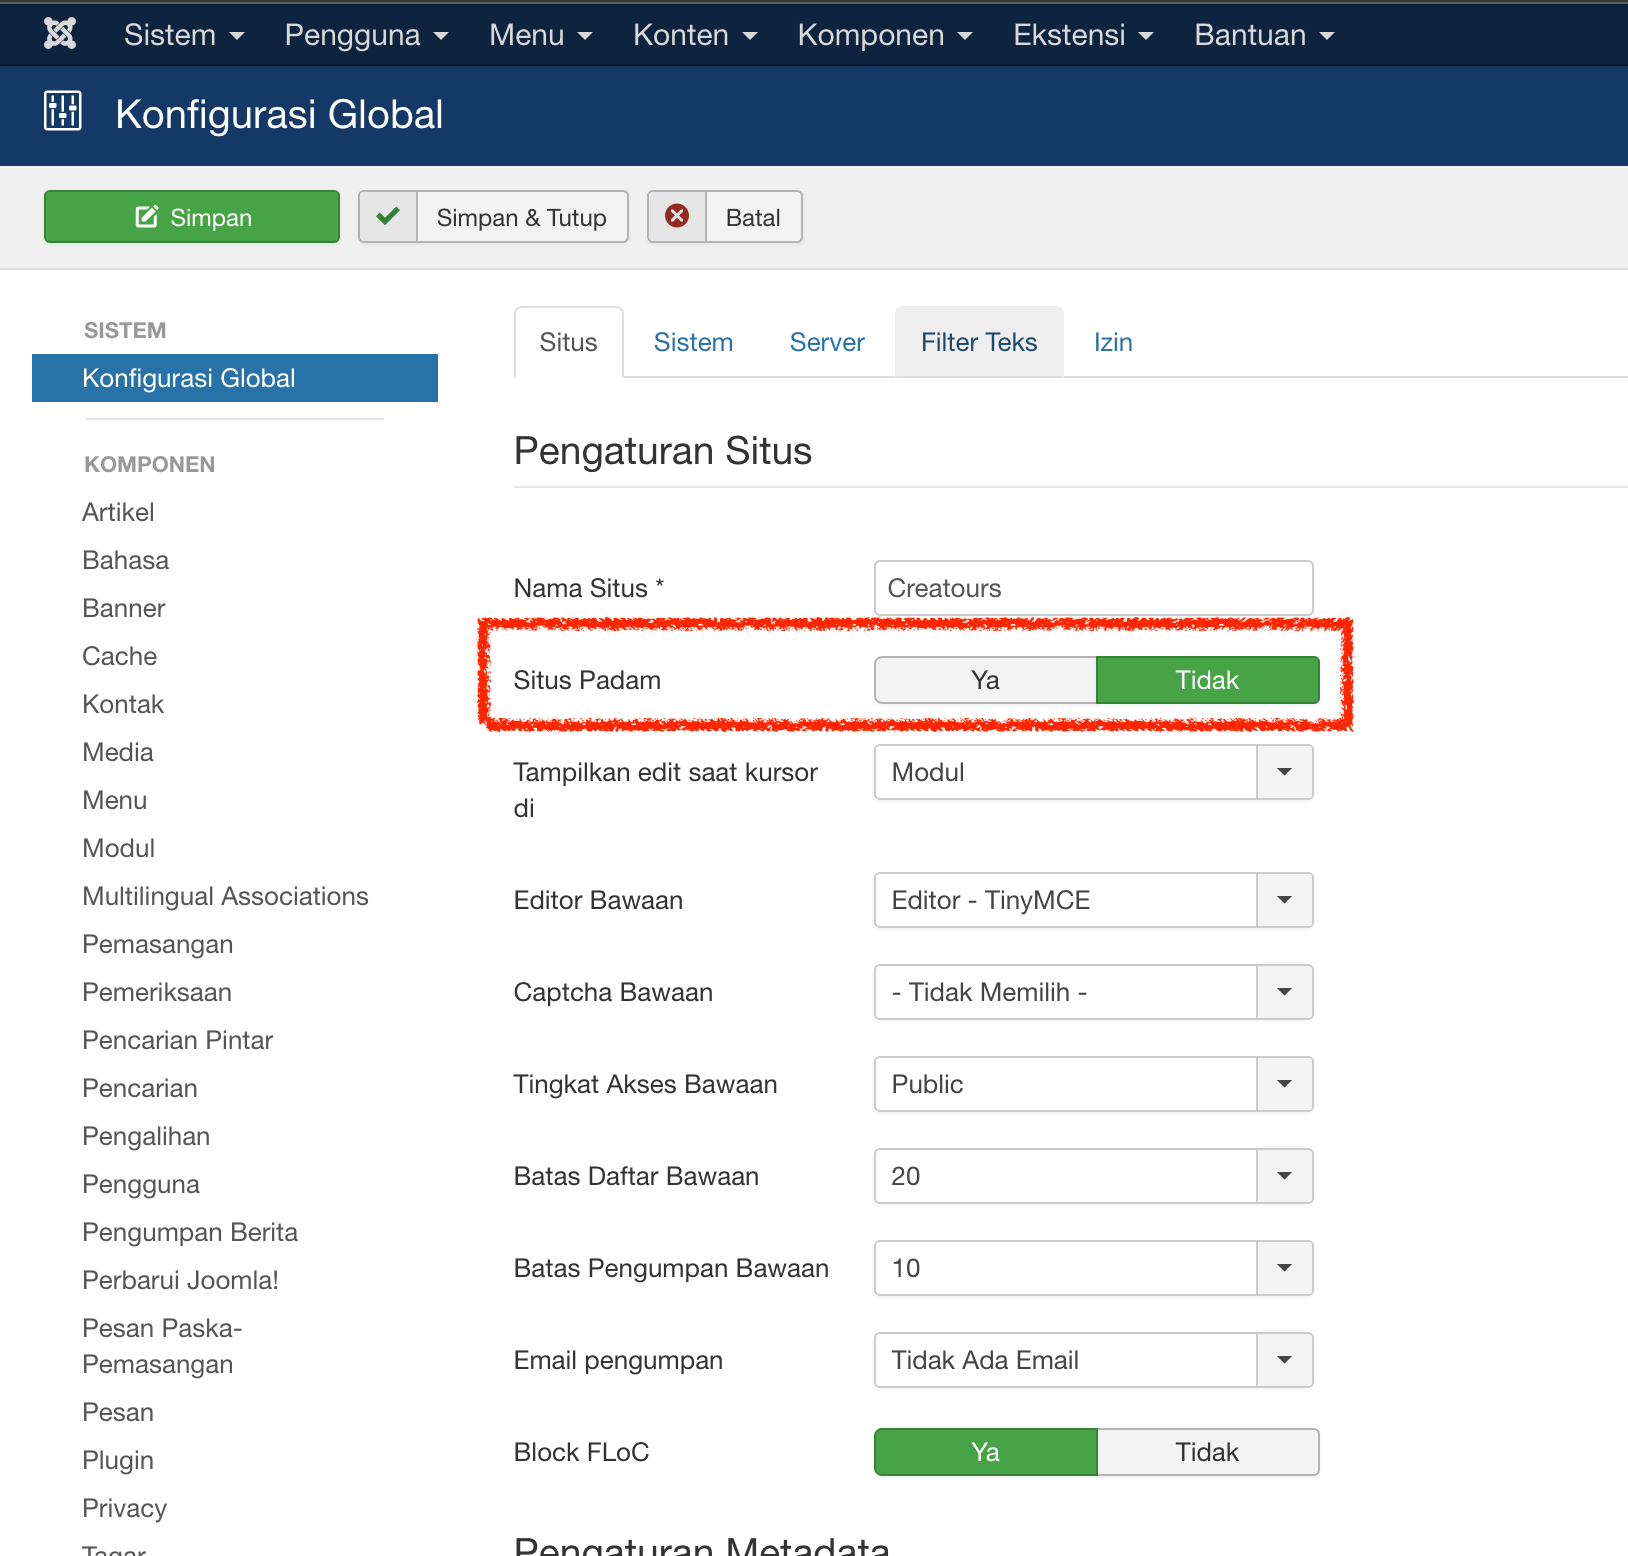 Sistem Pengguna Menu Konten Komponen Ekstensi Bantuan
Konfigurasi Global
Simpan Simpan & Tutup Batal
SISTEM
Konfigurasi Global
KOMPONEN
Artikel
Bahasa
Banner
Cache
Kontak
Media
Menu
Modul
Multilingual Associations
Pemasangan
Pemeriksaan
Pencarian Pintar
Pencarian
Pengalihan
Pengguna
Pengumpan Berita
Perbarui Joomla!
Pesan Paska-
Pemasangan
Pesan
Plugin
Privacy
Tagar
Situs Sistem Server Filter Teks Izin
Pengaturan Situs
Nama Situs * Creatours
Situs Padam Ya Tidak
Tampilkan edit saat kursor Modul
di
Editor Bawaan Editor - TinyMCE
Captcha Bawaan - Tidak Memilih -
Tingkat Akses Bawaan Public
Batas Daftar Bawaan 20
Batas Pengumpan Bawaan 10
Email pengumpan Tidak Ada Email
Block FLoC Ya Tidak
Pengaturan Metadata